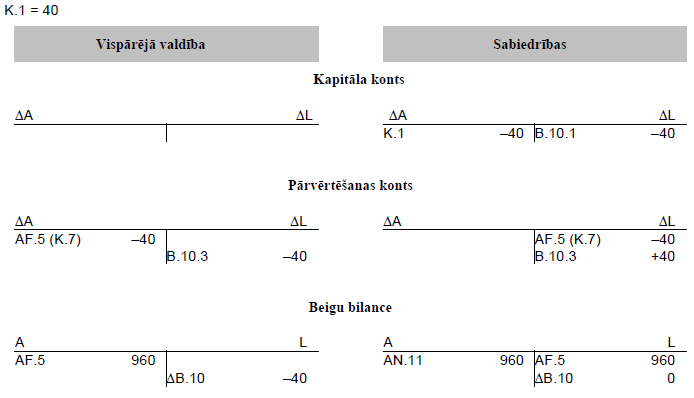 K.1 = 40
Vispārējā valdība Sabiedrības
Kapitāla konts
ΔA ΔL ΔA ΔL
K.1 –40 B.10.1 –40
Pārvērtēšanas konts
ΔA ΔL ΔA ΔL
AF.5 (K.7) –40 AF.5 (K.7) –40
B.10.3 –40 B.10.3 +40
Beigu bilance
A L A L
AF.5 960 AN.11 960 AF.5 960
ΔB.10 –40 ΔB.10 0